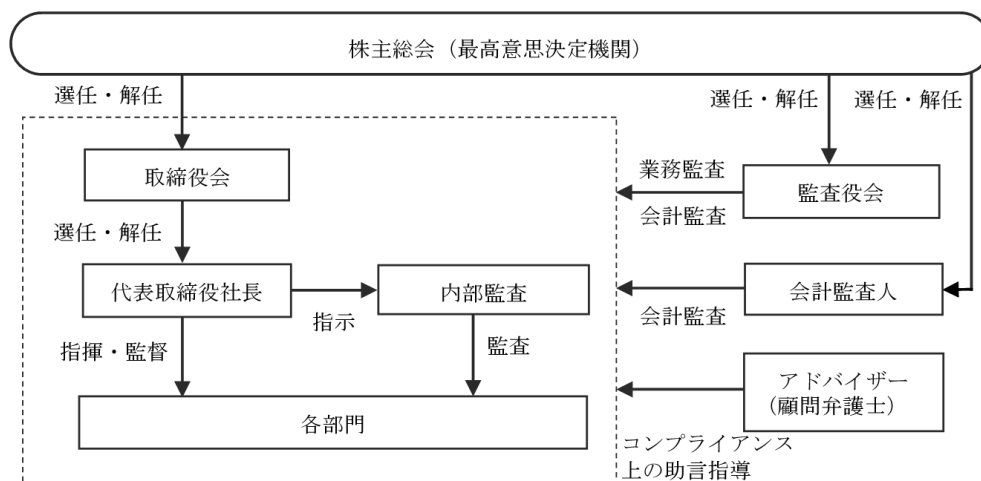 株主総会（最高意思決定機関）
選任・解任
選任・解任
選任・解任
取締役会
業務監査
監査役会
会計監査
選任・解任
代表取締役社長
内部監査
会計監査人
指示
会計監査
指揮・監督
監査
アドバイザー
（顧問弁護士）
各部門
コンプライアンス
上の助言指導